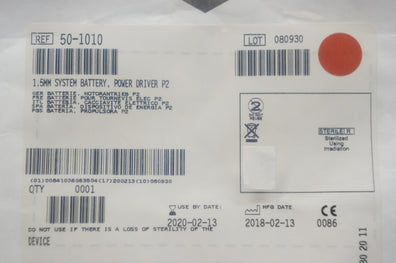 REF 50-1010
LOT 080930
1.5MM SYSTEM BATTERY, POWER DRIVER P2
GER BATTERIE, MOTORANTRIEB P2
FRE BATTERIE POUR TOURNEVIS ELEC P2
ITL BATTERIA, CACCIAVITE ELETTRICO P2
SPA BATERIA, DISPOSITIVO DE ENERGIA P2
PGS BATERIA, PROPULSORA P2
2
STERILE R
Sterilized
Using
Irradiation
(17)200213(10)080930
QTY 0001
USE BY DATE:
2020-02-13
MFG DATE
2018-02-13
CE
0086
DO NOT USE IF THERE IS A LOSS OF STERILITY OF THE
DEVICE